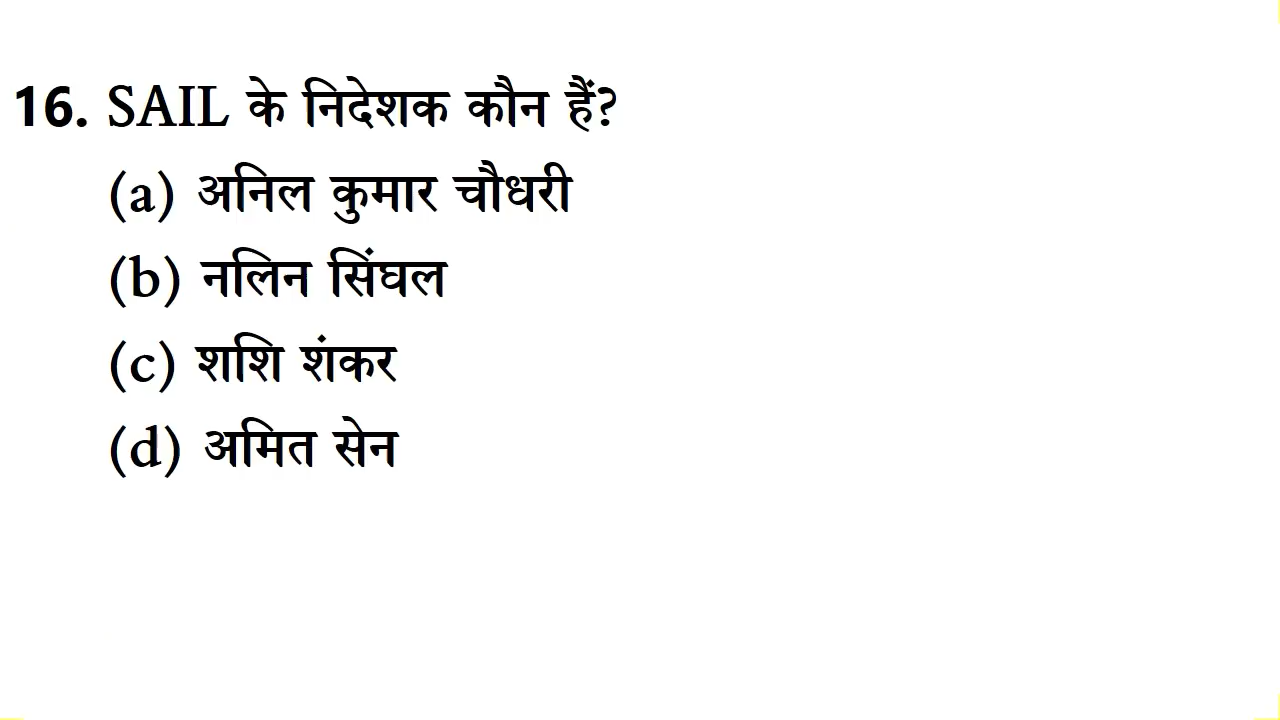 16. SAIL के निदेशक कौन हैं?
(a) अनिल कुमार चौधरी
(b) नलिन सिंघल
(c) शशि शंकर
(d) अमित सेन